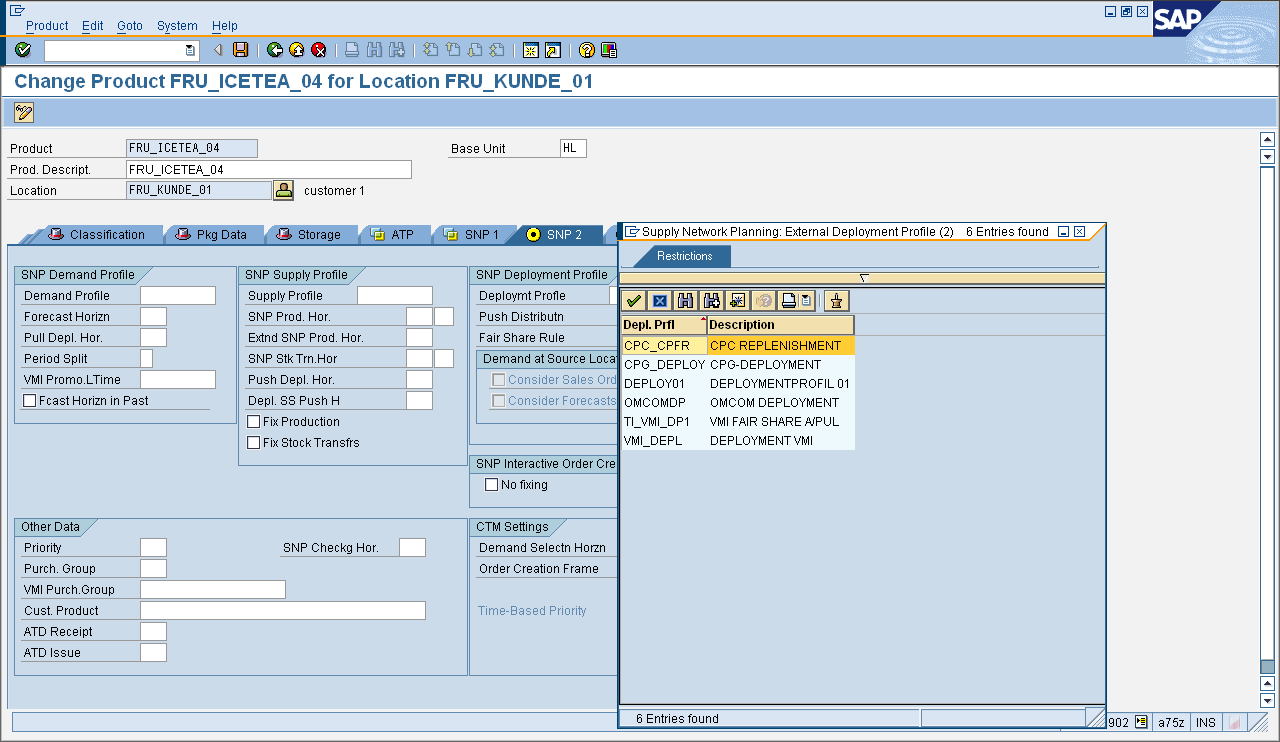 Product Edit Goto System Help
SAP
Change Product FRU_ICETEA_04 for Location FRU_KUNDE_01
Product FRU_ICETEA_04 Base Unit HL
Prod. Descript. FRU_ICETEA_04
Location FRU_KUNDE_01 customer 1
Classification Pkg Data Storage ATP SNP 1 SNP 2
SNP Demand Profile
Demand Profile
Forecast Horizn
Pull Depl. Hor.
Period Split
VMI Promo.LTime
Fcast Horizn in Past
SNP Supply Profile
Supply Profile
SNP Prod. Hor.
Extnd SNP Prod. Hor.
SNP Stk Trn.Hor
Push Depl. Hor.
Depl. SS Push H
Fix Production
Fix Stock Transfrs
SNP Deployment Profile
Deploymt Profle
Push Distributn
Fair Share Rule
Demand at Source Loca
Consider Sales Ord
Consider Forecasts
SNP Interactive Order Cre
No fixing
Other Data
Priority SNP Checkg Hor.
Purch. Group
VMI Purch.Group
Cust. Product
ATD Receipt
ATD Issue
CTM Settings
Demand Selectn Horzn
Order Creation Frame
Time-Based Priority
Supply Network Planning: External Deployment Profile (2) 6 Entries found
Restrictions
Depl. Prfl Description
CPC_CPFR CPC REPLENISHMENT
CPG_DEPLOY CPG-DEPLOYMENT
DEPLOY01 DEPLOYMENTPROFIL 01
OMCOMDP OMCOM DEPLOYMENT
TI_VMI_DP1 VMI FAIR SHARE A/PUL
VMI_DEPL DEPLOYMENT VMI
6 Entries found
902 a75z INS